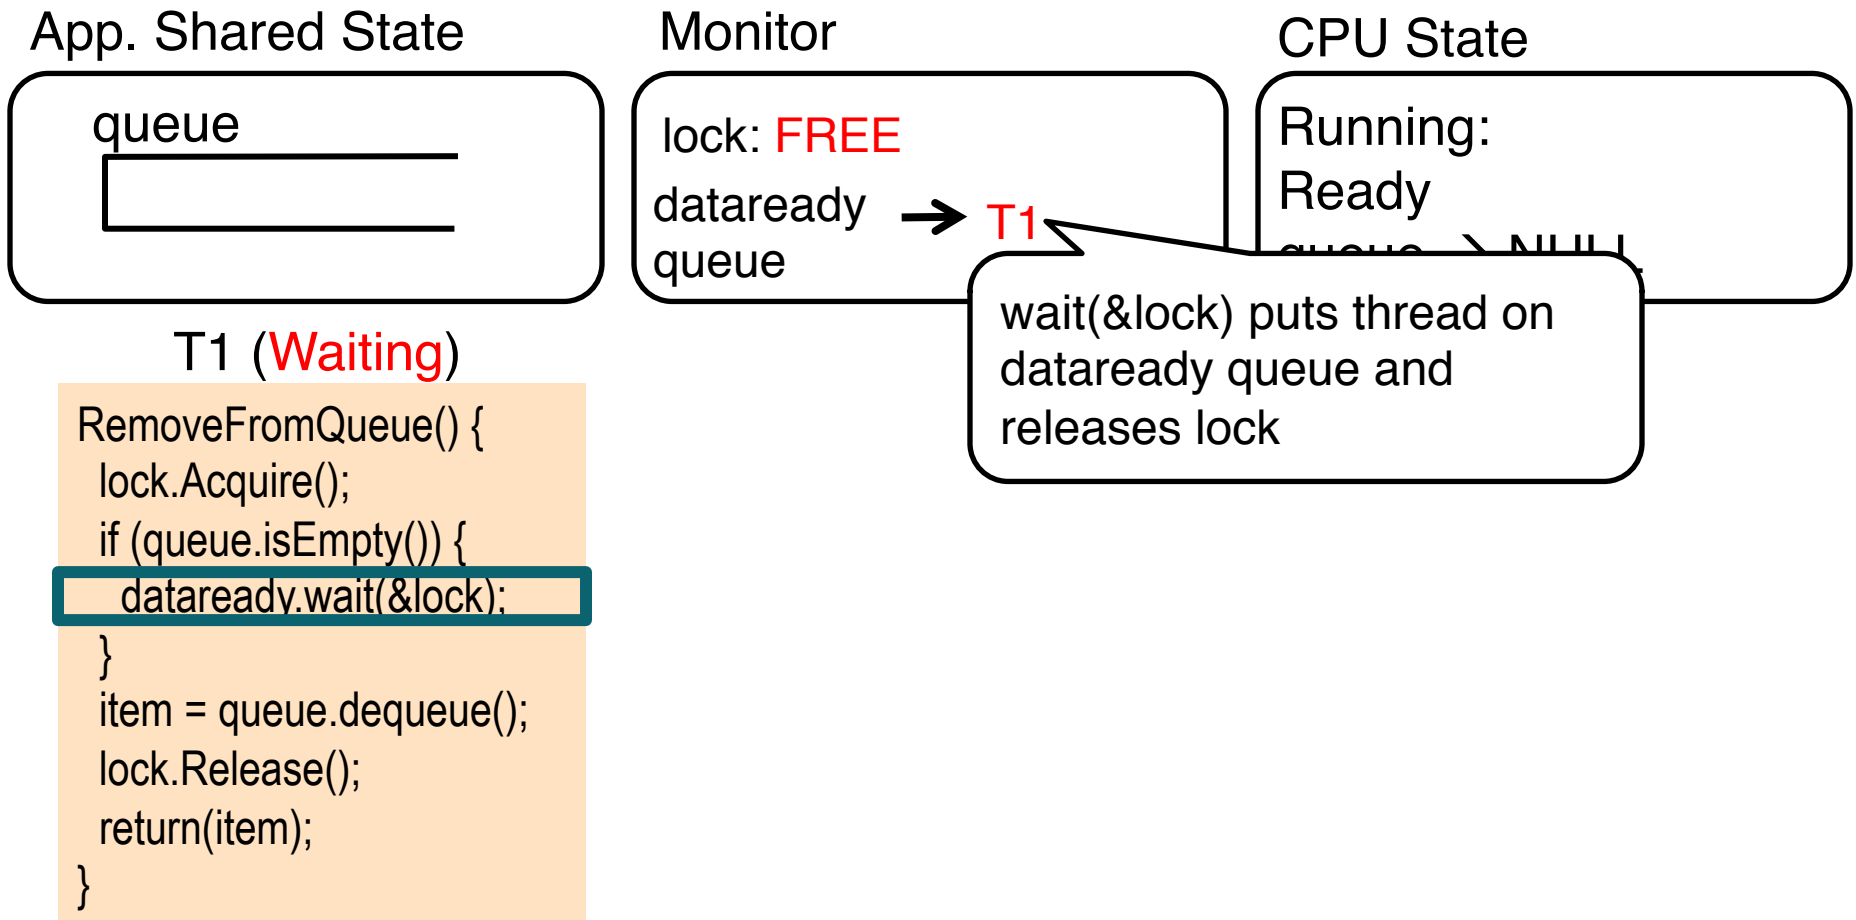 App. Shared State
queue
Monitor
lock: FREE
dataready
queue
T1
CPU State
Running:
Ready
queue → NULL
wait(&lock) puts thread on
dataready queue and
releases lock
T1 (Waiting)
RemoveFromQueue() {
lock.Acquire();
if (queue.isEmpty()) {
dataready.wait(&lock);
}
item = queue.dequeue();
lock.Release();
return(item);
}